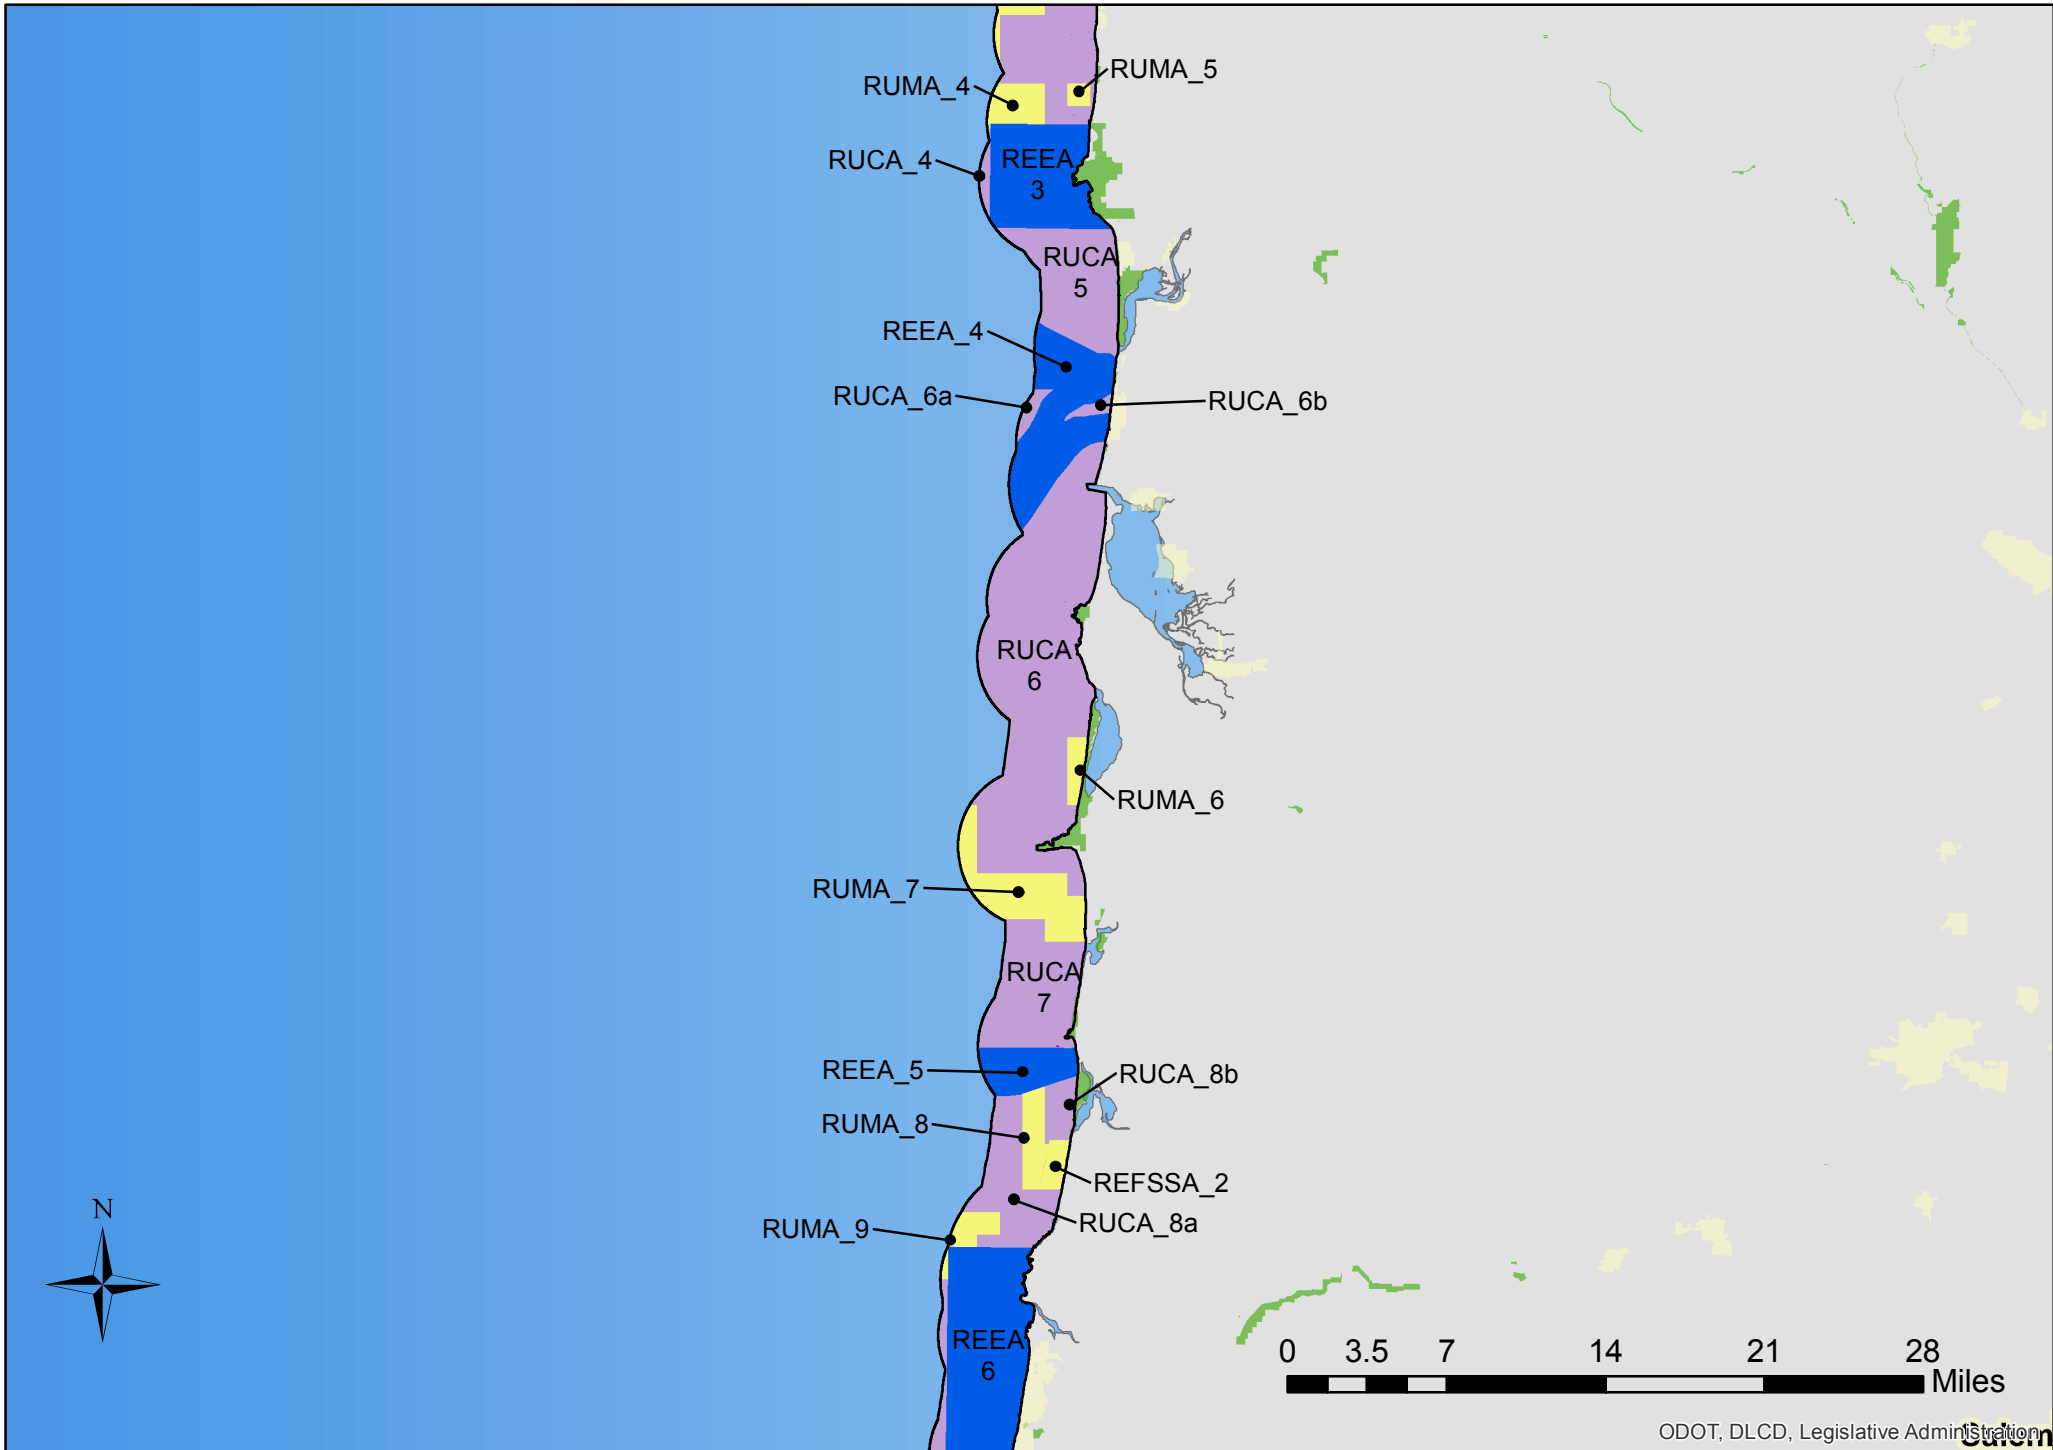 RUMA_5
RUMA_4
RUCA_4
REEA
3
RUCA
5
REEA_4
RUCA_6a
RUCA_6b
RUCA
6
RUMA_6
RUMA_7
RUCA
7
REEA_5
RUCA_8b
RUMA_8
REFSSA_2
RUCA_8a
N
RUMA_9
REEA
6
0 3.5 7 14 21 28
Miles
ODOT, DLCD, Legislative Administration